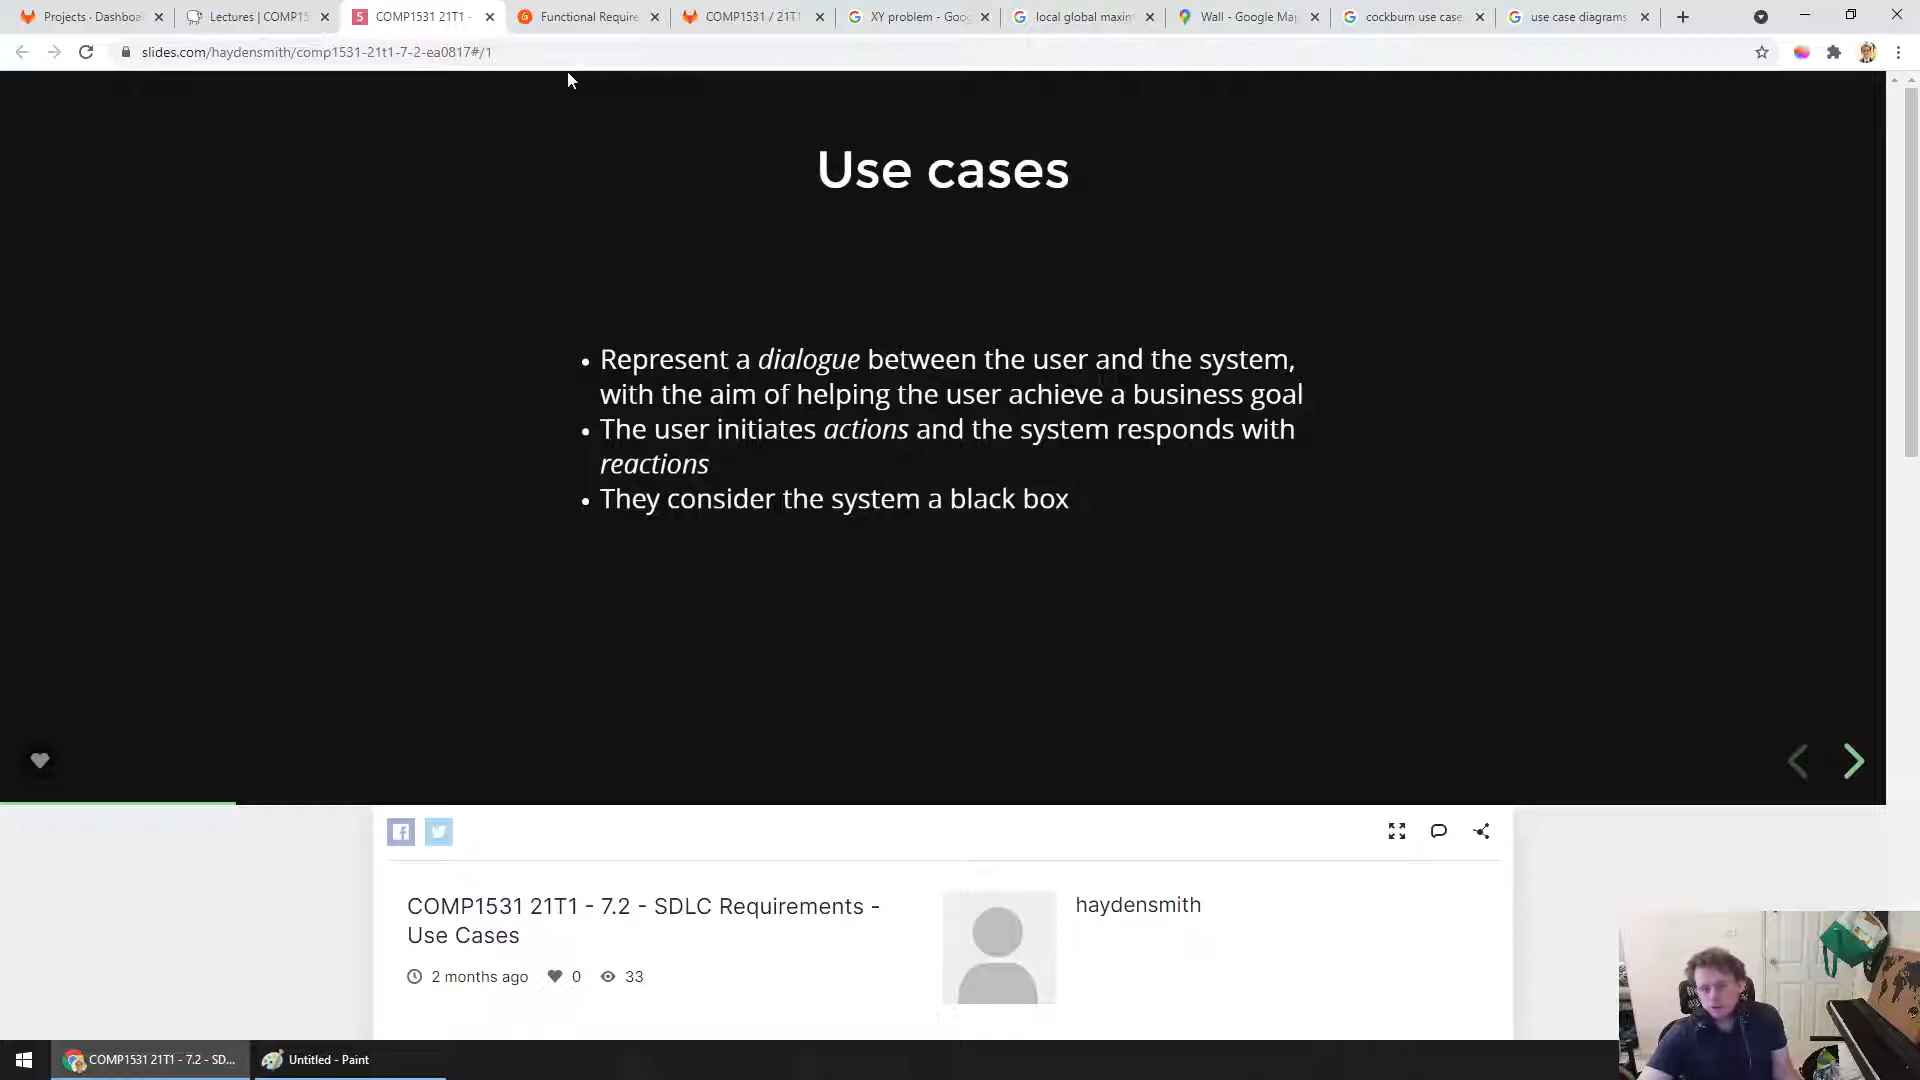 Projects · Dashboa
Lectures | COMP15
COMP1531 21T1 -
Functional Require
COMP1531 / 21T1
XY problem - Goo
local global maxim
Wall - Google Ma
cockburn use case
use case diagrams
slides.com/haydensmith/comp1531-21t1-7-2-ea0817#/1
Use cases
• Represent a dialogue between the user and the system,
with the aim of helping the user achieve a business goal
• The user initiates actions and the system responds with
reactions
• They consider the system a black box
COMP1531 21T1 - 7.2 - SDLC Requirements -
Use Cases
haydensmith
2 months ago 0 33
COMP1531 21T1 - 7.2 - SD...
Untitled - Paint